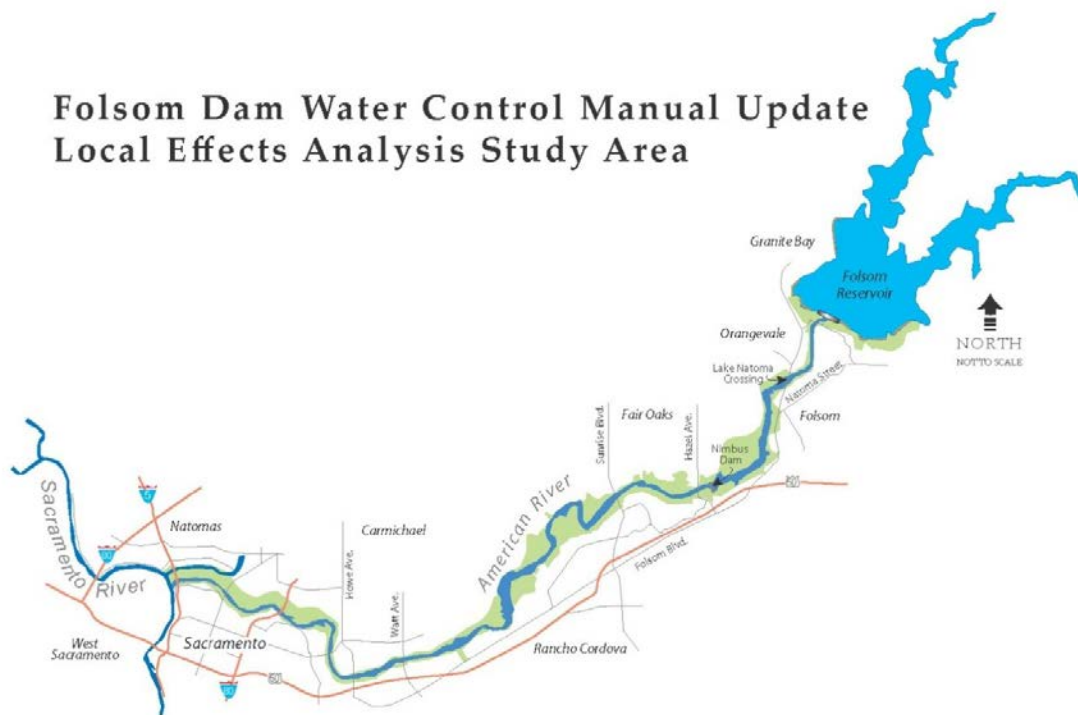 Folsom Dam Water Control Manual Update
Local Effects Analysis Study Area
Granite Bay
Folsom
Reservoir
NORTH
NOT TO SCALE
Orangevale
Lake Natoma
Crossing
Natoma Street
Folsom
Fair Oaks
Sunrise Blvd.
Hazel Ave.
Nimbus
Dam
50
American River
Folsom Blvd.
Sacramento
River
5
Natomas
80
Carmichael
Howe Ave.
Watt Ave.
Rancho Cordova
West
Sacramento
Sacramento
80
50